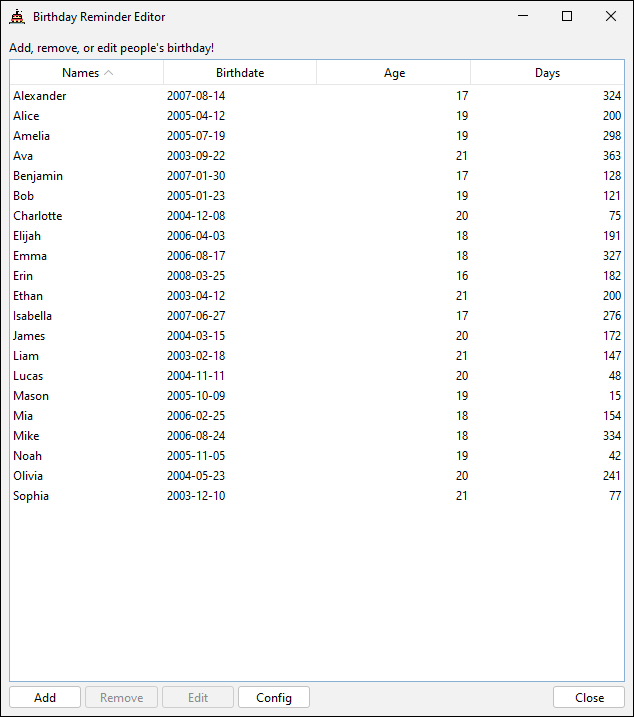 Birthday Reminder Editor
Add, remove, or edit people's birthday!
Names Birthdate Age Days
Alexander 2007-08-14 17 324
Alice 2005-04-12 19 200
Amelia 2005-07-19 19 298
Ava 2003-09-22 21 363
Benjamin 2007-01-30 17 128
Bob 2005-01-23 19 121
Charlotte 2004-12-08 20 75
Elijah 2006-04-03 18 191
Emma 2006-08-17 18 327
Erin 2008-03-25 16 182
Ethan 2003-04-12 21 200
Isabella 2007-06-27 17 276
James 2004-03-15 20 172
Liam 2003-02-18 21 147
Lucas 2004-11-11 20 48
Mason 2005-10-09 19 15
Mia 2006-02-25 18 154
Mike 2006-08-24 18 334
Noah 2005-11-05 19 42
Olivia 2004-05-23 20 241
Sophia 2003-12-10 21 77
Add Remove Edit Config Close